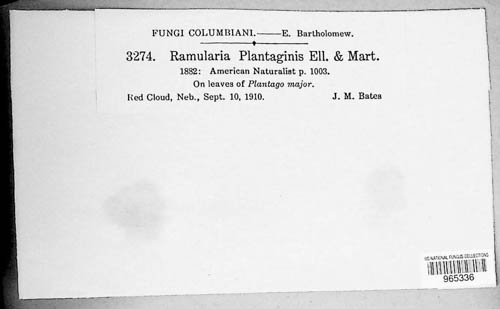 FUNGI COLUMBIANI.—E. Bartholomew.
3274. Ramularia Plantaginis Ell. & Mart.
1882: American Naturalist p. 1003.
On leaves of Plantago major.
Red Cloud, Neb., Sept. 10, 1910. J. M. Bates
US NATIONAL FUNGUS COLLECTIONS
965336